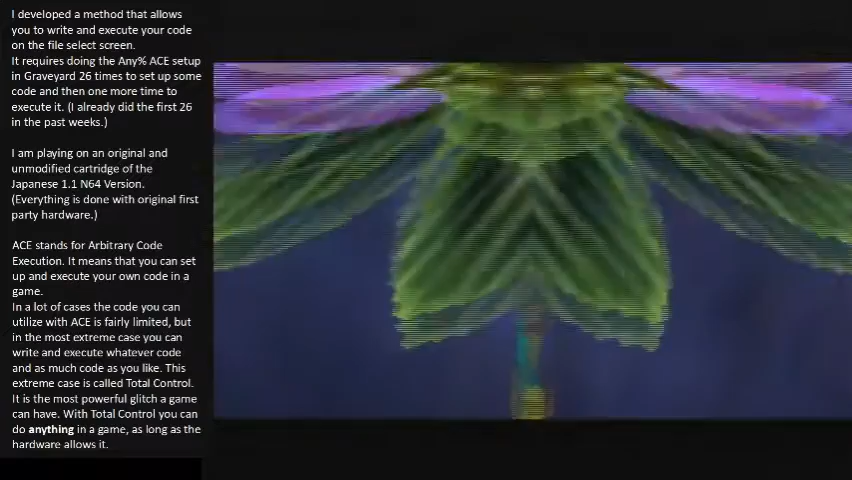 I developed a method that allows
you to write and execute your code
on the file select screen.
It requires doing the Any% ACE setup
in Graveyard 26 times to set up some
code and then one more time to
execute it. (I already did the first 26
in the past weeks.)
I am playing on an original and
unmodified cartridge of the
Japanese 1.1 N64 Version.
(Everything is done with original first
party hardware.)
ACE stands for Arbitrary Code
Execution. It means that you can set
up and execute your own code in a
game.
In a lot of cases the code you can
utilize with ACE is fairly limited, but
in the most extreme case you can
write and execute whatever code
and as much code as you like. This
extreme case is called Total Control.
It is the most powerful glitch a game
can have. With Total Control you can
do anything in a game, as long as the
hardware allows it.